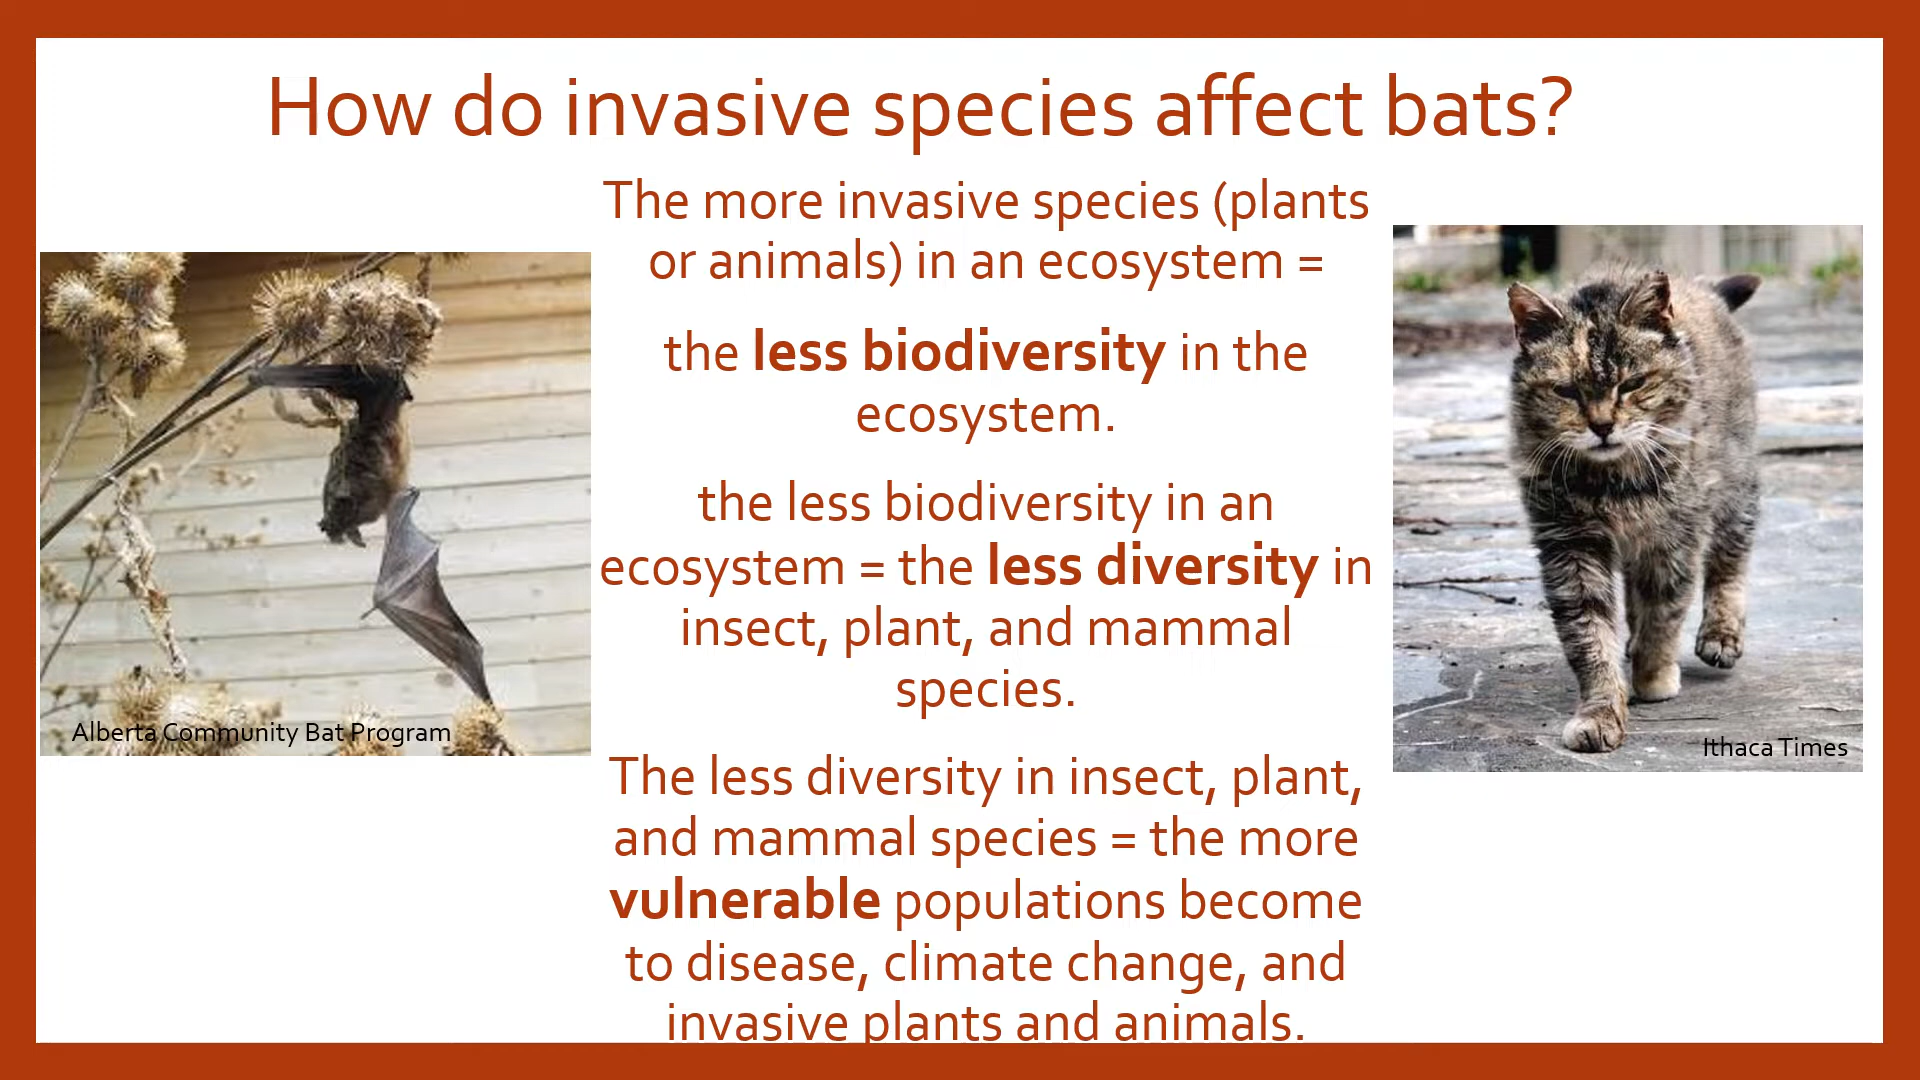 How do invasive species affect bats?
The more invasive species (plants
or animals) in an ecosystem =
the less biodiversity in the
ecosystem.
the less biodiversity in an
ecosystem = the less diversity in
insect, plant, and mammal
species.
The less diversity in insect, plant,
and mammal species = the more
vulnerable populations become
to disease, climate change, and
invasive plants and animals.
Alberta Community Bat Program
Ithaca Times